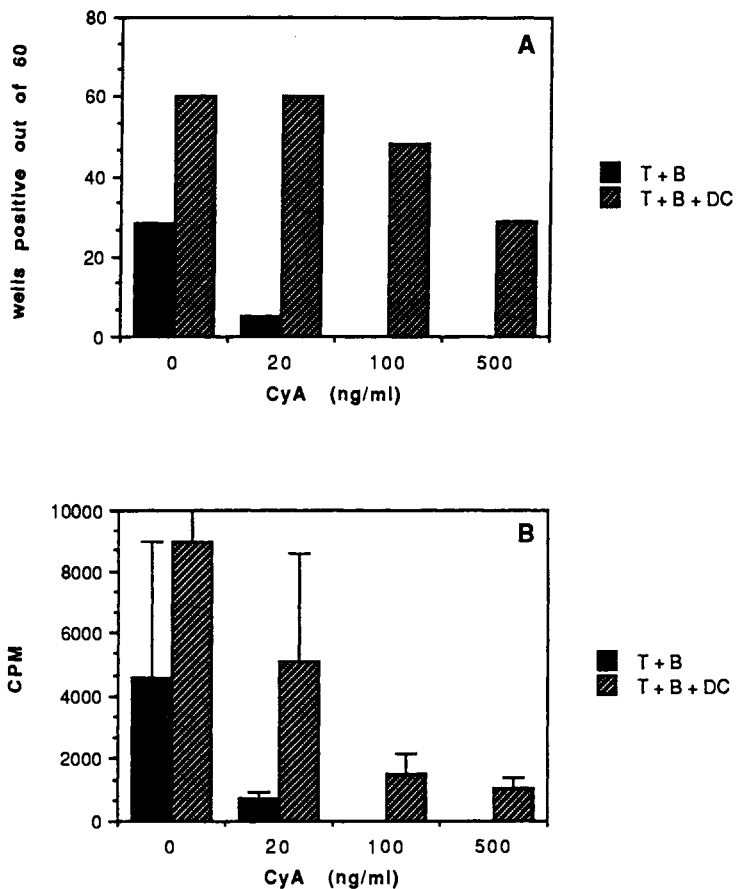 80
A
60
40
20
0
wells positive out of 60
0 20 100 500
CyA (ng/ml)
T + B
T + B + DC
10000
B
8000
6000
4000
2000
0
CPM
0 20 100 500
CyA (ng/ml)
T + B
T + B + DC